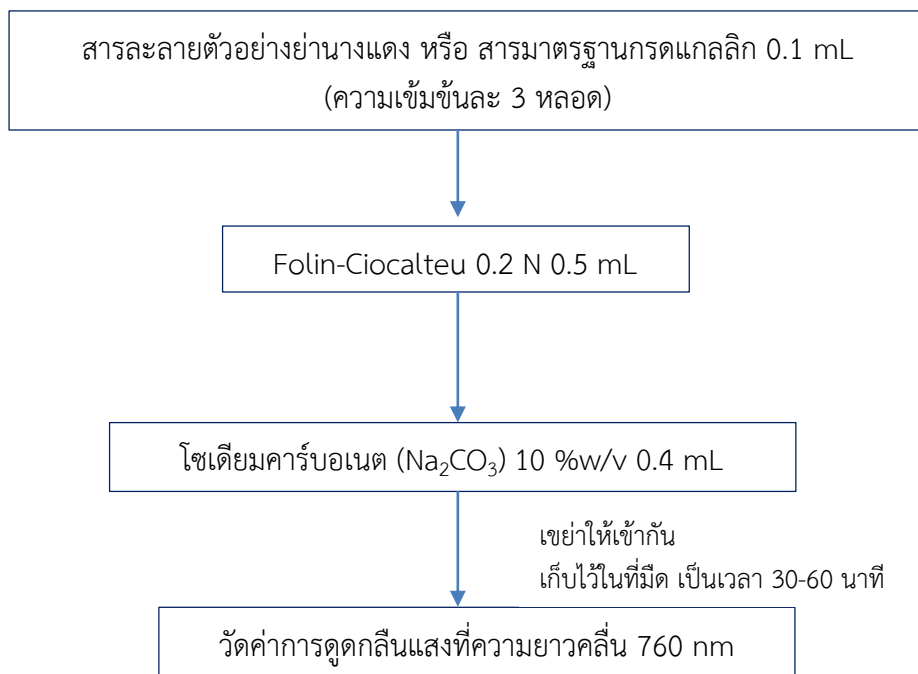 สารละลายตัวอย่างย่านางแดง หรือ สารมาตรฐานกรดแกลลิก 0.1 mL
(ความเข้มข้นละ 3 หลอด)
Folin-Ciocalteu 0.2 N 0.5 mL
โซเดียมคาร์บอเนต (Na₂CO₃) 10 %w/v 0.4 mL
เขย่าให้เข้ากัน
เก็บไว้ในที่มืด เป็นเวลา 30-60 นาที
วัดค่าการดูดกลืนแสงที่ความยาวคลื่น 760 nm